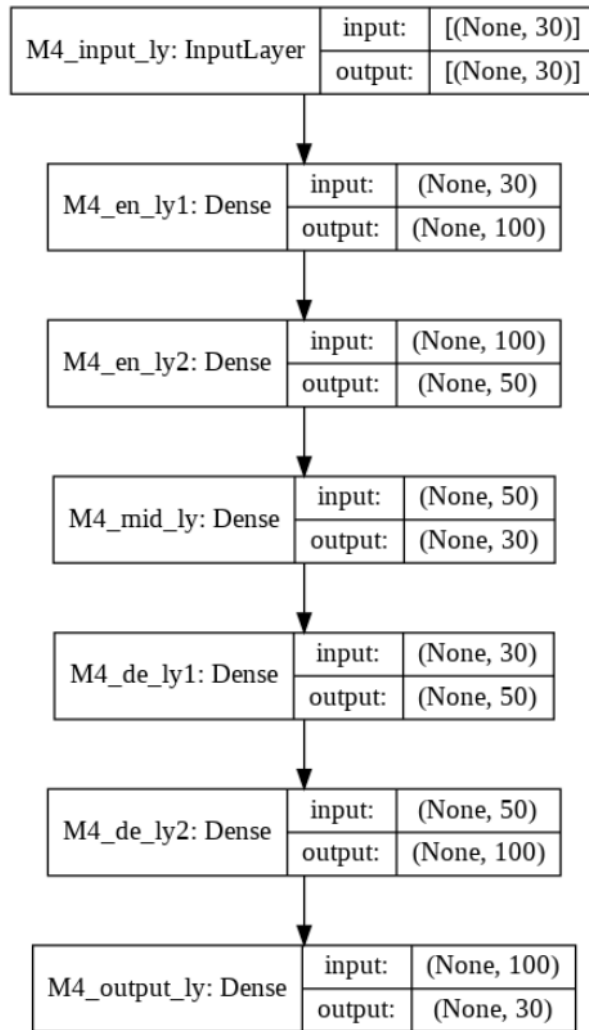 M4_input_ly: InputLayer
input: [(None, 30)]
output: [(None, 30)]
M4_en_ly1: Dense
input: (None, 30)
output: (None, 100)
M4_en_ly2: Dense
input: (None, 100)
output: (None, 50)
M4_mid_ly: Dense
input: (None, 50)
output: (None, 30)
M4_de_ly1: Dense
input: (None, 30)
output: (None, 50)
M4_de_ly2: Dense
input: (None, 50)
output: (None, 100)
M4_output_ly: Dense
input: (None, 100)
output: (None, 30)